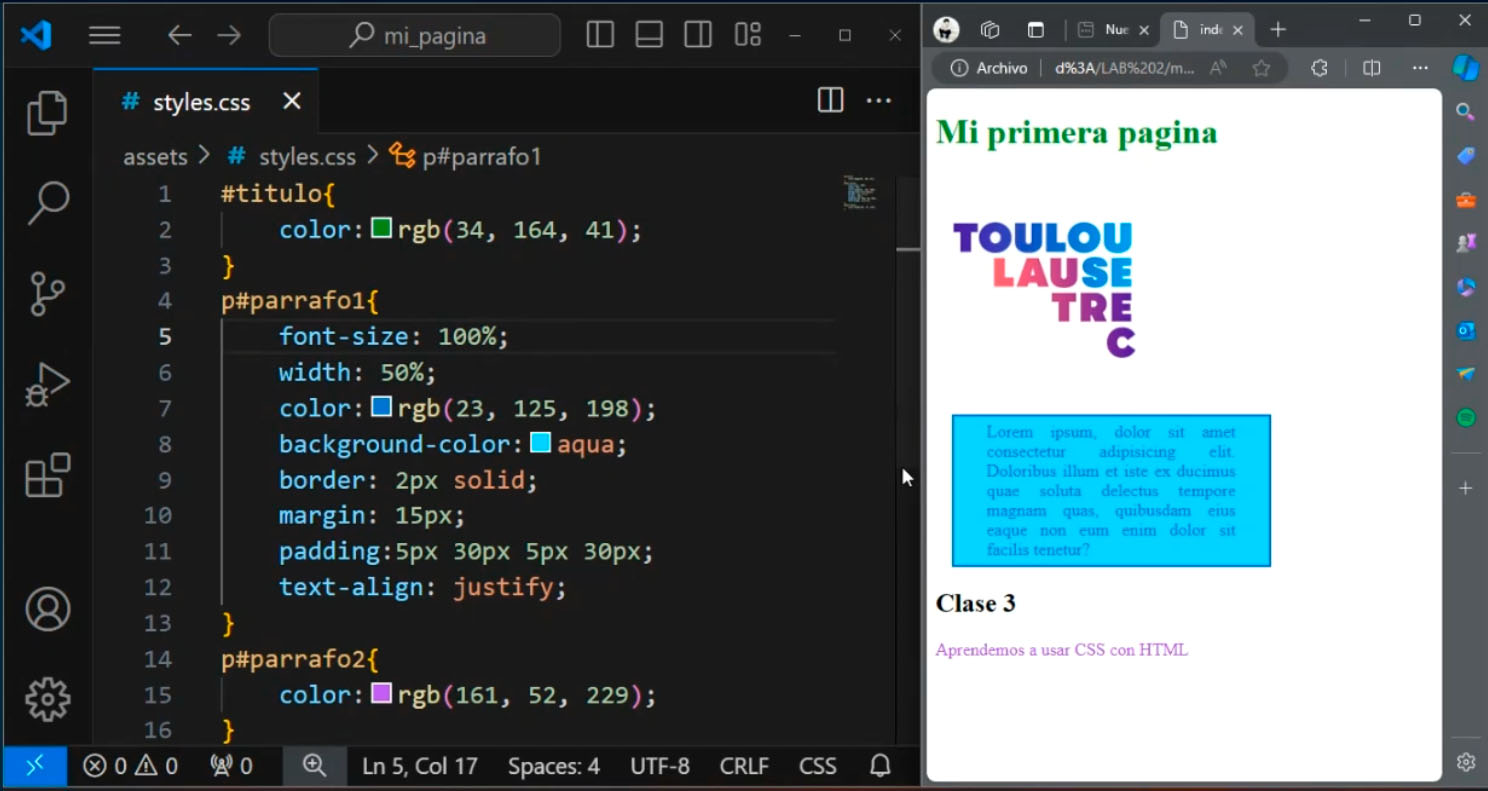 mi_pagina
# styles.css
assets > # styles.css > p#parrafo1
1 #titulo{
2 color: rgb(34, 164, 41);
3 }
4 p#parrafo1{
5 font-size: 100%;
6 width: 50%;
7 color: rgb(23, 125, 198);
8 background-color: aqua;
9 border: 2px solid;
10 margin: 15px;
11 padding:5px 30px 5px 30px;
12 text-align: justify;
13 }
14 p#parrafo2{
15 color: rgb(161, 52, 229);
16 }
0 0 0 Ln 5, Col 17 Spaces: 4 UTF-8 CRLF CSS
Nue inde
Archivo d%3A/LAB%202/m...
Mi primera pagina
TOULOU
LAUSE
TRE
C
Lorem ipsum, dolor sit amet
consectetur adipisicing elit.
Doloribus illum et iste ex ducimus
quae soluta delectus tempore
magnam quas, quibusdam eius
eaque non eum enim dolor sit
facilis tenetur?
Clase 3
Aprendemos a usar CSS con HTML